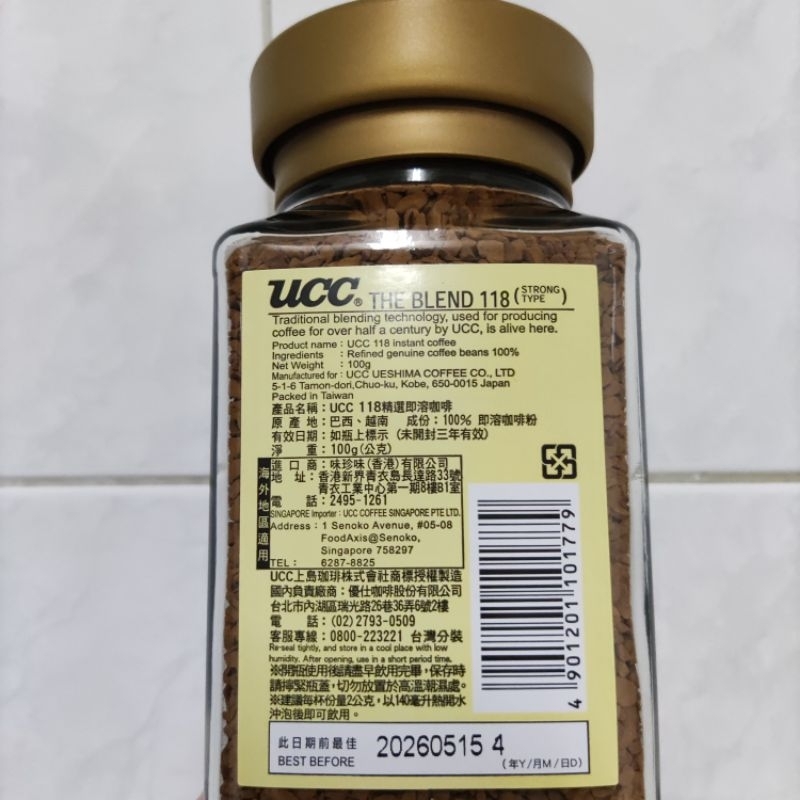 UCC® THE BLEND 118 (STRONG TYPE)
Traditional blending technology, used for producing
coffee for over half a century by UCC, is alive here.
Product name : UCC 118 instant coffee
Ingredients : Refined genuine coffee beans 100%
Net Weight : 100g
Manufactured for : UCC UESHIMA COFFEE CO., LTD
5-1-6 Tamon-dori,Chuo-ku, Kobe, 650-0015 Japan
Packed in Taiwan
產品名稱：UCC 118精選即溶咖啡
原產地：巴西、越南 成份：100% 即溶咖啡粉
有效日期：如瓶上標示 (未開封三年有效)
淨重：100g(公克)
海外地區適用
進口商：味珍味(香港)有限公司
地址：香港新界青衣島長達路33號
青衣工業中心第一期8樓B1室
電話：2495-1261
SINGAPORE Importer : UCC COFFEE SINGAPORE PTE LTD.
Address : 1 Senoko Avenue, #05-08
FoodAxis@Senoko,
Singapore 758297
TEL : 6287-8825
UCC上島珈琲株式會社商標授權製造
國內負責廠商：優仕咖啡股份有限公司
台北市內湖區瑞光路26巷36弄6號2樓
電話：(02)2793-0509
客服專線：0800-223221 台灣分裝
Re-seal tightly, and store in a cool place with low
humidity. After opening, use in a short period time.
※開瓶使用後請盡早飲用完畢，保存時
請擰緊瓶蓋，切勿放置於高溫潮濕處。
※建議每杯份量2公克，以140毫升熱開水
沖泡後即可飲用。
4 901201 101779
此日期前最佳
BEST BEFORE
20260515 4
(年Y/月M/日D)